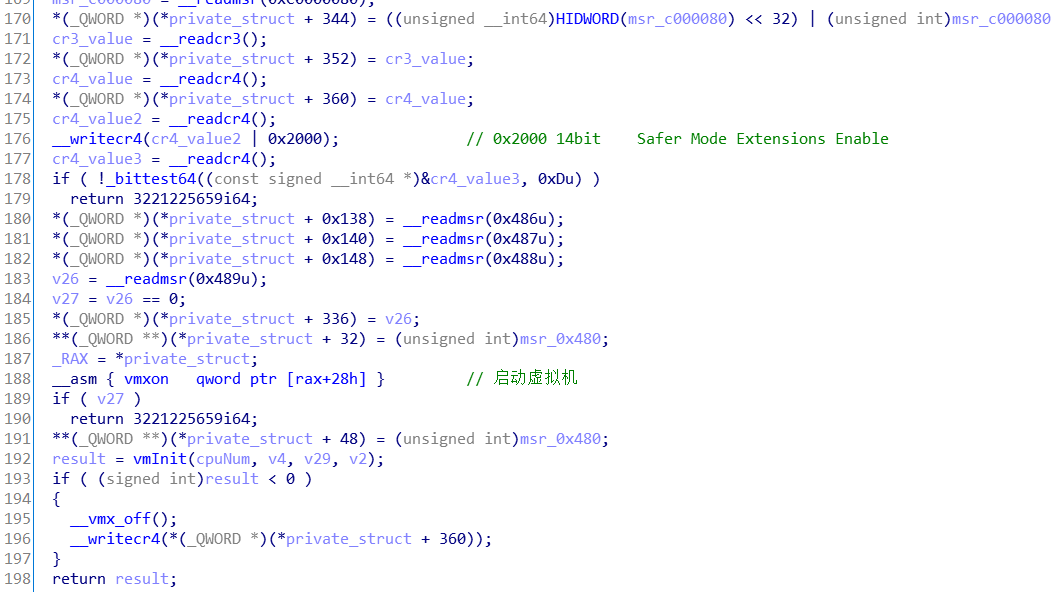 169 msr_c000080 = __readmsr(0xC0000080);
170 *(_QWORD *)(*private_struct + 344) = ((unsigned __int64)HIDWORD(msr_c000080) << 32) | (unsigned int)msr_c000080
171 cr3_value = __readcr3();
172 *(_QWORD *)(*private_struct + 352) = cr3_value;
173 cr4_value = __readcr4();
174 *(_QWORD *)(*private_struct + 360) = cr4_value;
175 cr4_value2 = __readcr4();
176 __writecr4(cr4_value2 | 0x2000); // 0x2000 14bit Safer Mode Extensions Enable
177 cr4_value3 = __readcr4();
178 if ( !_bittest64((const signed __int64 *)&cr4_value3, 0xDu) )
179 return 3221225659i64;
180 *(_QWORD *)(*private_struct + 0x138) = __readmsr(0x486u);
181 *(_QWORD *)(*private_struct + 0x140) = __readmsr(0x487u);
182 *(_QWORD *)(*private_struct + 0x148) = __readmsr(0x488u);
183 v26 = __readmsr(0x489u);
184 v27 = v26 == 0;
185 *(_QWORD *)(*private_struct + 336) = v26;
186 **(_QWORD **)(*private_struct + 32) = (unsigned int)msr_0x480;
187 _RAX = *private_struct;
188 __asm { vmxon qword ptr [rax+28h] } // 启动虚拟机
189 if ( v27 )
190 return 3221225659i64;
191 **(_QWORD **)(*private_struct + 48) = (unsigned int)msr_0x480;
192 result = vmInit(cpuNum, v4, v29, v2);
193 if ( (signed int)result < 0 )
194 {
195 __vmx_off();
196 __writecr4(*(_QWORD *)(*private_struct + 360));
197 }
198 return result;